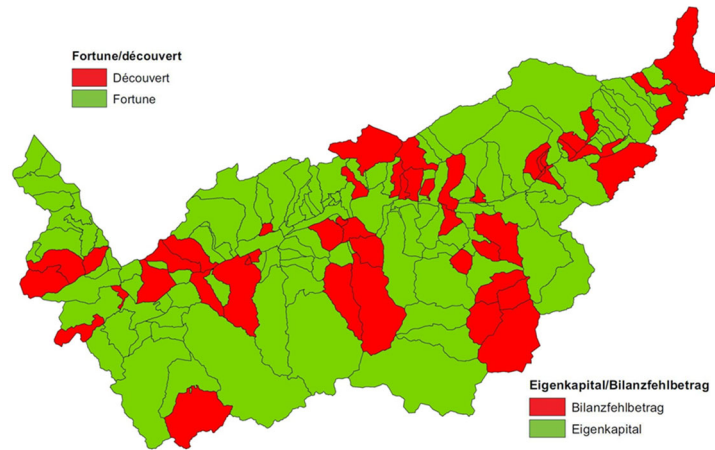 Fortune/découvert
Découvert
Fortune
Eigenkapital/Bilanzfehlbetrag
Bilanzfehlbetrag
Eigenkapital